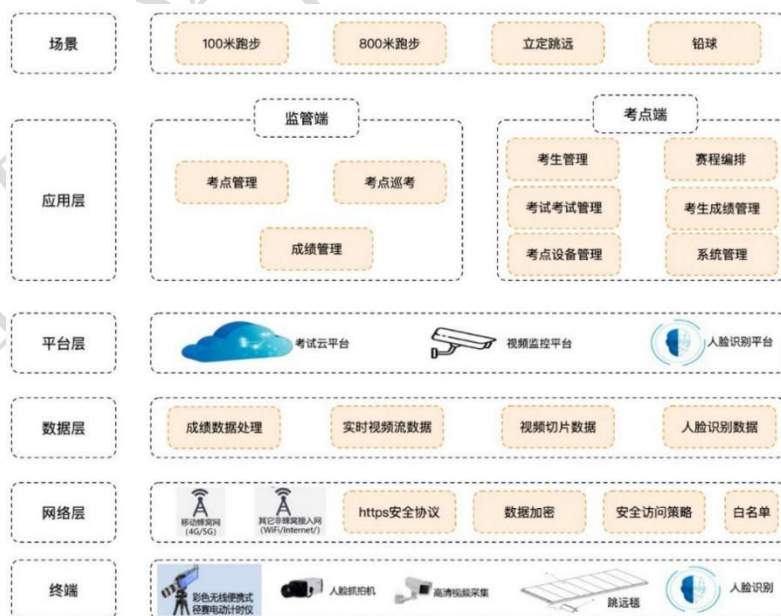 场景
100米跑步
800米跑步
立定跳远
铅球
应用层
监管端
考点管理
考点巡考
成绩管理
考点端
考生管理
赛程编排
考试考试管理
考生成绩管理
考点设备管理
系统管理
平台层
考试云平台
视频监控平台
人脸识别平台
数据层
成绩数据处理
实时视频流数据
视频切片数据
人脸识别数据
网络层
移动蜂窝网
(4G/5G)
其它非蜂窝接入网
(WiFi/Internet/)
https安全协议
数据加密
安全访问策略
白名单
终端
彩色无线便携式
径赛电动计时仪
人脸抓拍机
高清视频采集
跳远毯
人脸识别